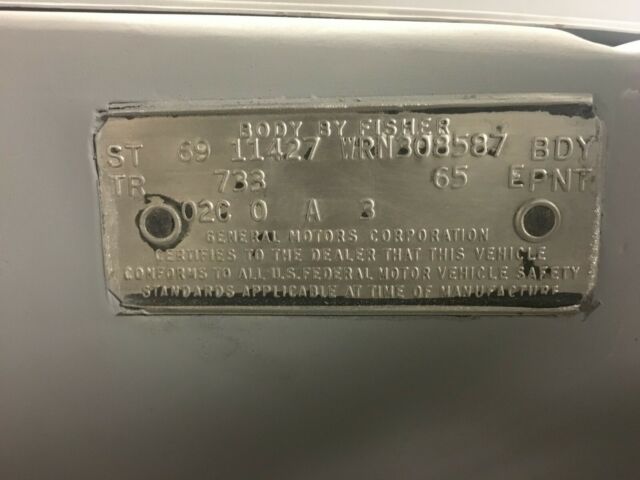 BODY BY FISHER
ST 69 11427 WRN308587 BDY
TR 733 65 EPNT
02C 0 A 3
GENERAL MOTORS CORPORATION
CERTIFIES TO THE DEALER THAT THIS VEHICLE
CONFORMS TO ALL U.S. FEDERAL MOTOR VEHICLE SAFETY
STANDARDS APPLICABLE AT TIME OF MANUFACTURE